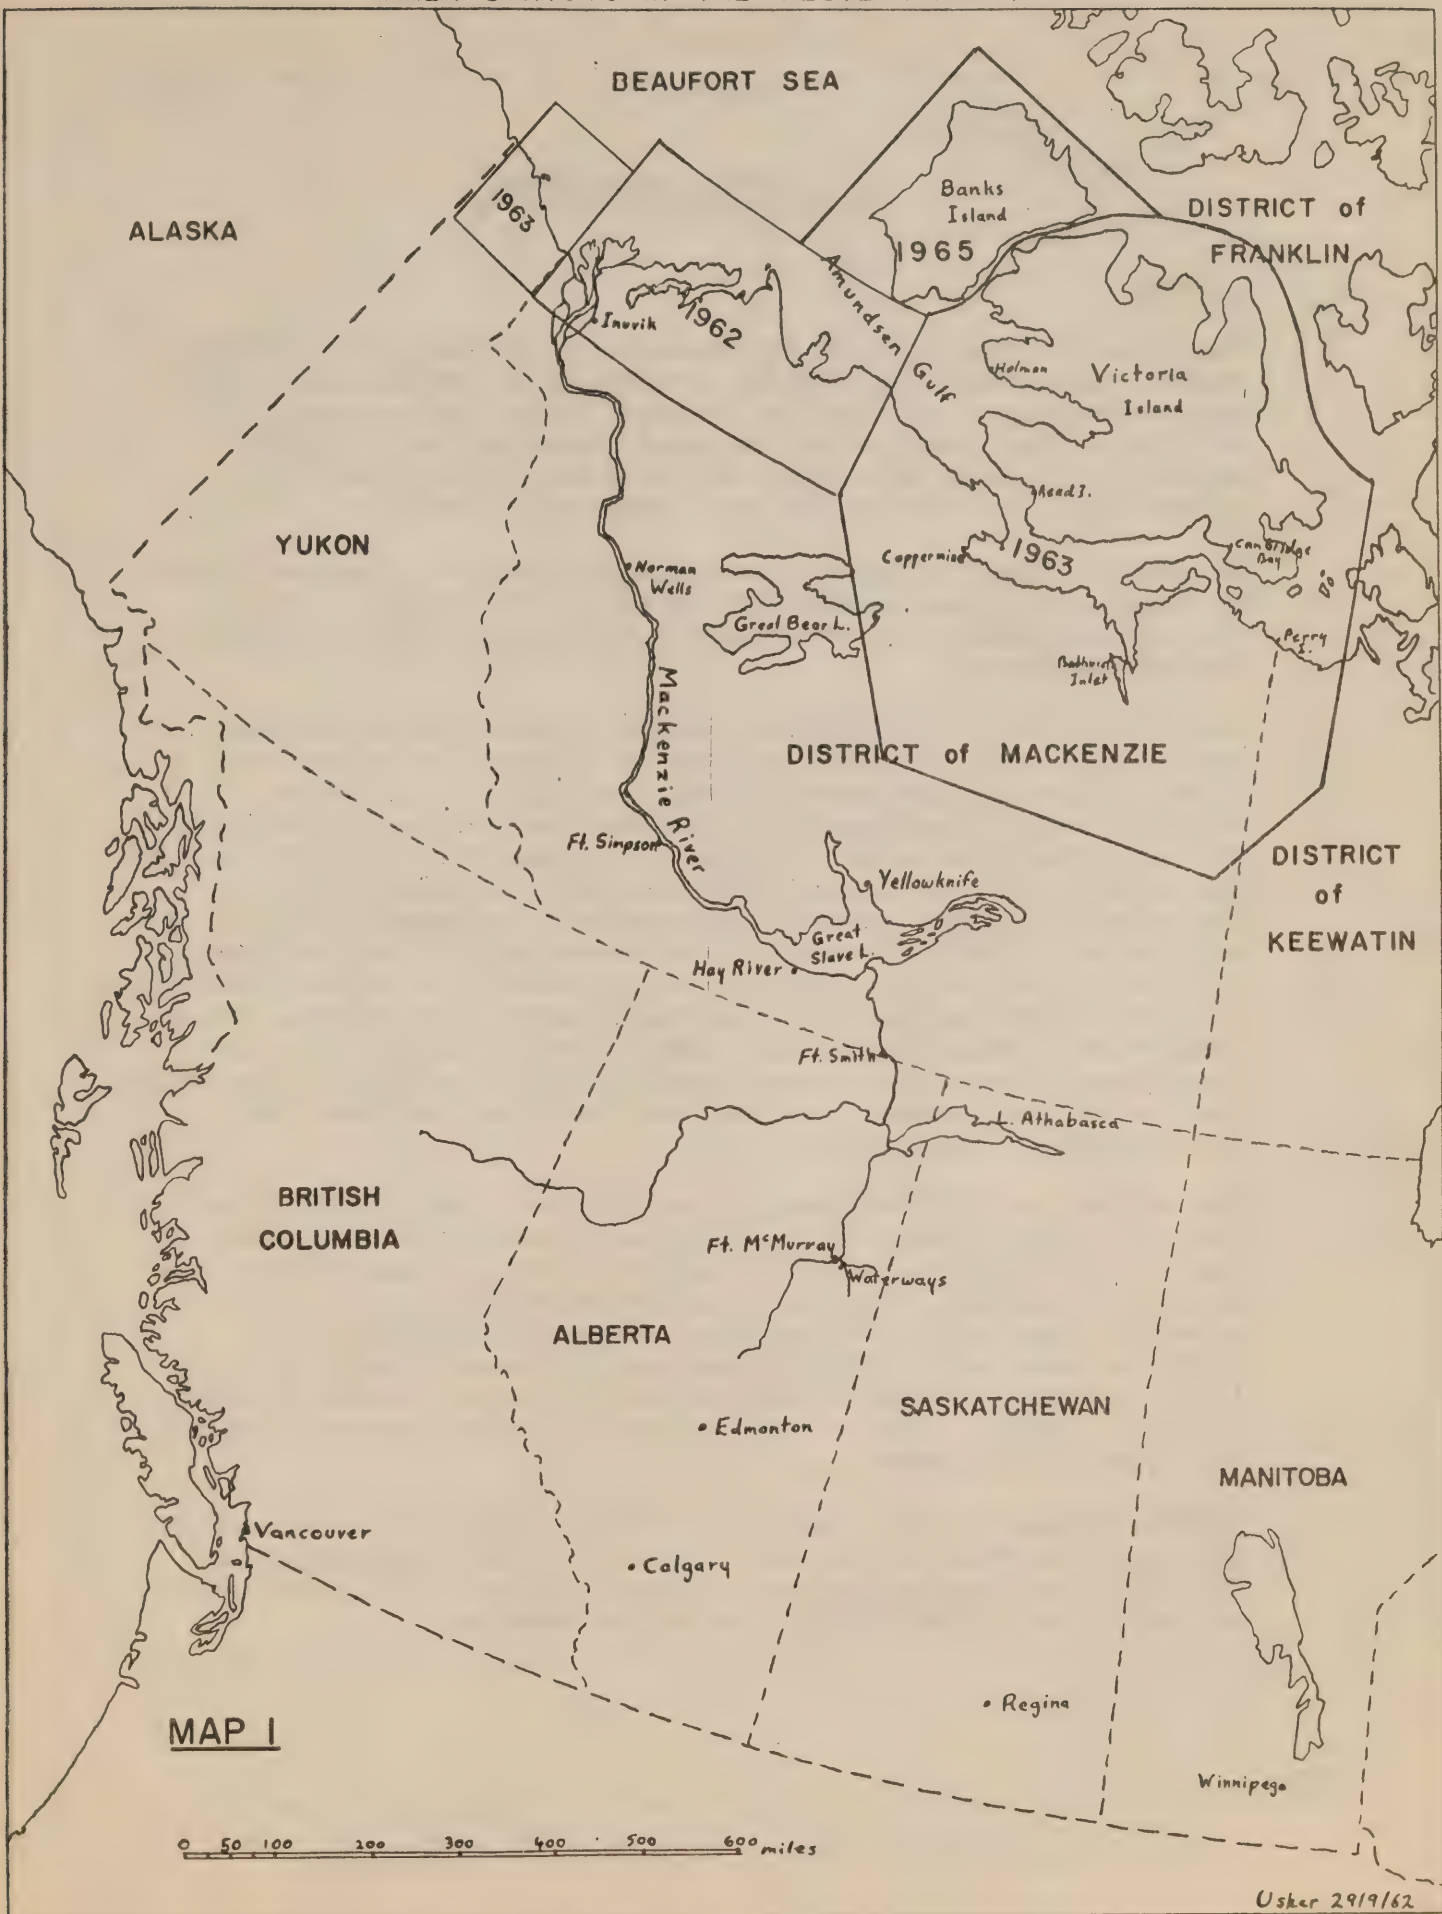 BEAUFORT SEA
ALASKA
1963
Banks
Island
1965
DISTRICT of
FRANKLIN
Amundsen Gulf
Inuvik
1962
Holman
Victoria
Island
Read I.
YUKON
Coppermine
1963
Cambridge
Bay
Norman
Wells
Great Bear L.
Perry
Bathurst
Inlet
Mackenzie River
DISTRICT of MACKENZIE
Ft. Simpson
DISTRICT
of
KEEWATIN
Yellowknife
Great
Slave L.
Hay River
Ft. Smith
L. Athabasca
BRITISH
COLUMBIA
Ft. McMurray
Waterways
ALBERTA
SASKATCHEWAN
Edmonton
MANITOBA
Vancouver
Calgary
Regina
MAP 1
Winnipeg
0 50 100 200 300 400 500 600 miles
Usher 29/9/62